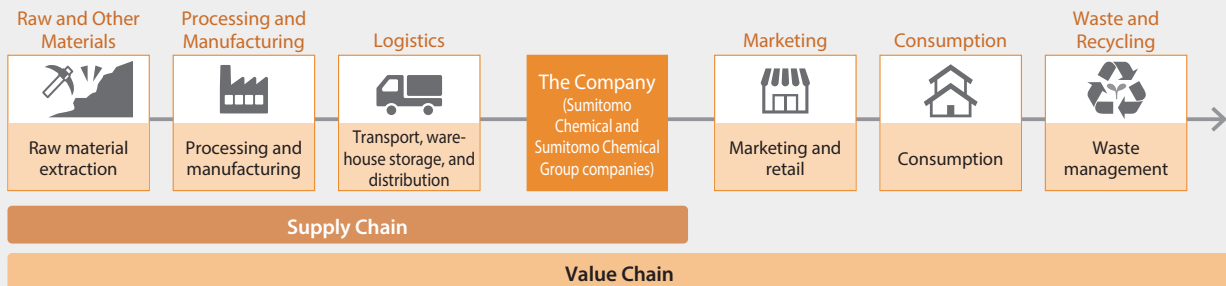 Raw and Other
Materials
Raw material
extraction
Processing and
Manufacturing
Processing and
manufacturing
Logistics
Transport, ware-
house storage, and
distribution
The Company
(Sumitomo
Chemical and
Sumitomo Chemical
Group companies)
Marketing
Marketing and
retail
Consumption
Consumption
Waste and
Recycling
Waste
management
Supply Chain
Value Chain